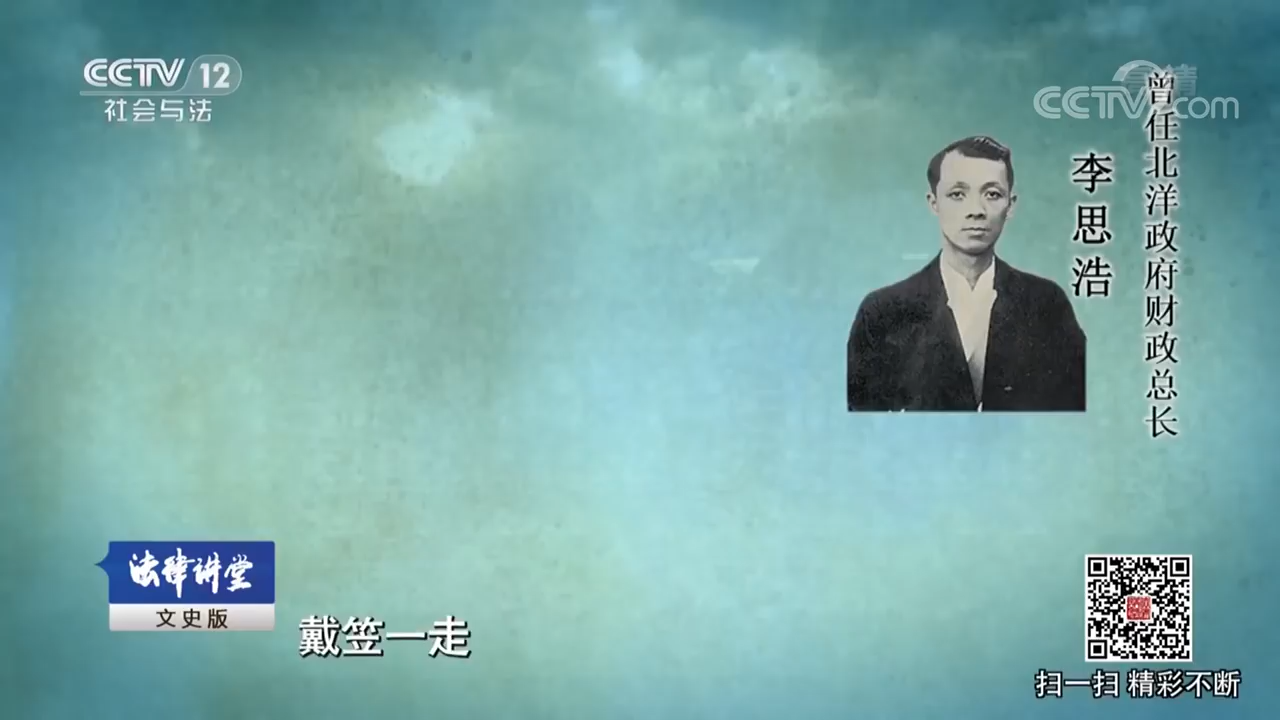 CCTV 12
社会与法
CCTV.com
曾任北洋政府财政总长
李思浩
法律讲堂
文史版
戴笠一走
扫一扫 精彩不断